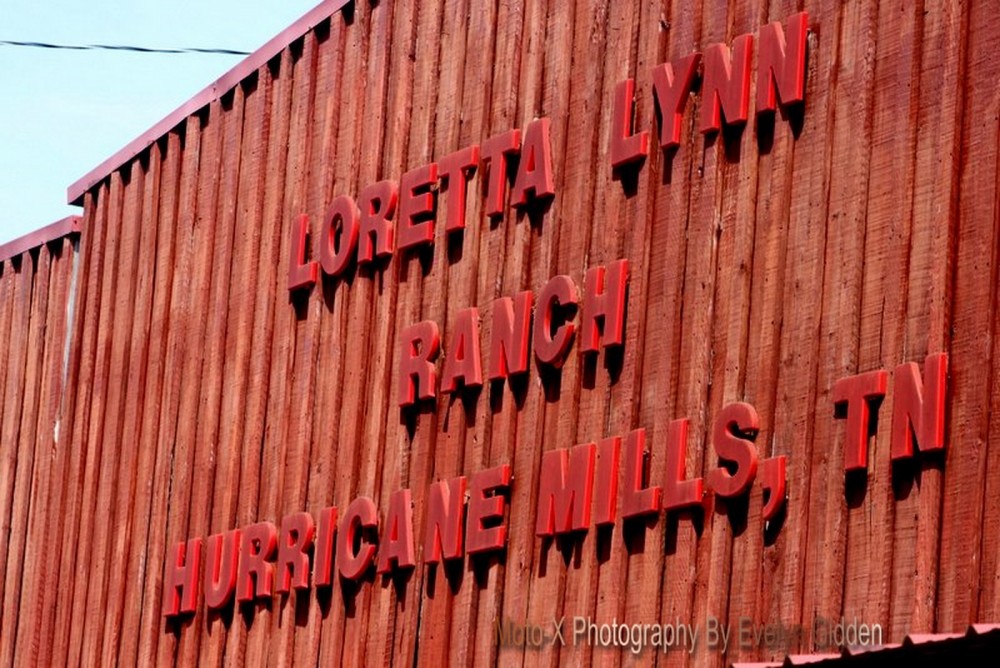 LORETTA LYNN
RANCH
HURRICANE MILLS, TN
Moto-X Photography By Evelyn